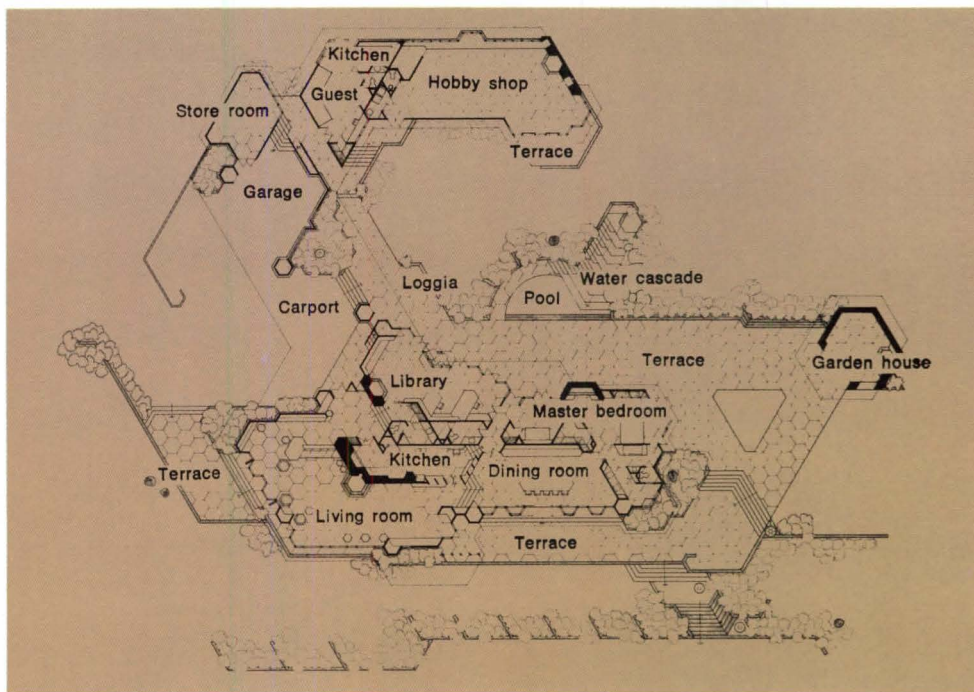 Kitchen
Guest
Hobby shop
Store room
Terrace
Garage
Water cascade
Loggia
Pool
Carport
Terrace
Garden house
Library
Master bedroom
Terrace
Kitchen
Dining room
Living room
Terrace